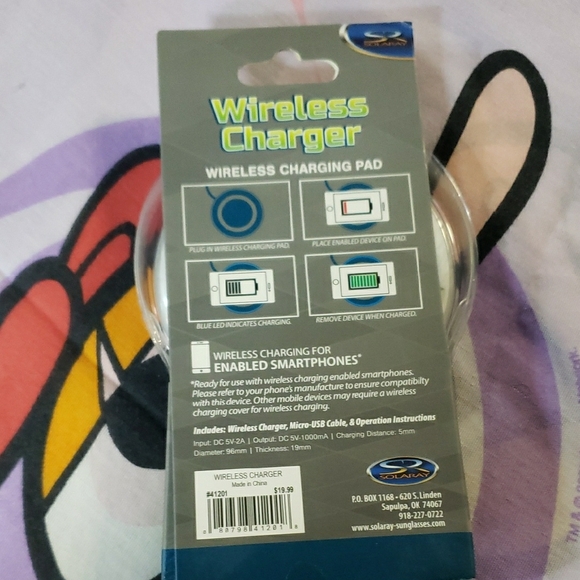 SOLARAY
Wireless
Charger
WIRELESS CHARGING PAD
PLUG IN WIRELESS CHARGING PAD.
PLACE ENABLED DEVICE ON PAD.
BLUE LED INDICATES CHARGING.
REMOVE DEVICE WHEN CHARGED.
WIRELESS CHARGING FOR
ENABLED SMARTPHONES*
*Ready for use with wireless charging enabled smartphones.
Please refer to your phone's manufacture to ensure compatibilty
with this device. Other mobile devices may require a wireless
charging cover for wireless charging.
Includes: Wireless Charger, Micro-USB Cable, & Operation Instructions
Input: DC 5V-2A | Output: DC 5V-1000mA | Charging Distance: 5mm
Diameter: 96mm | Thickness: 19mm
WIRELESS CHARGER
Made in China
#41201 $19.99
SOLARAY
P.O. BOX 1168 - 620 S. Linden
Sapulpa, OK 74067
918-227-0722
www.solaray-sunglasses.com